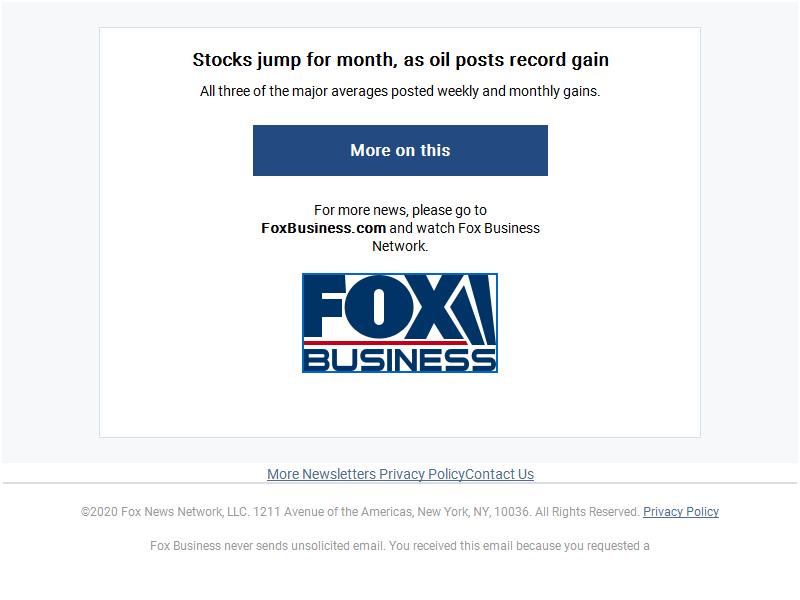 Stocks jump for month, as oil posts record gain
All three of the major averages posted weekly and monthly gains.
More on this
For more news, please go to
FoxBusiness.com and watch Fox Business
Network.
FOX
BUSINESS
More Newsletters Privacy PolicyContact Us
©2020 Fox News Network, LLC. 1211 Avenue of the Americas, New York, NY, 10036. All Rights Reserved. Privacy Policy
Fox Business never sends unsolicited email. You received this email because you requested a